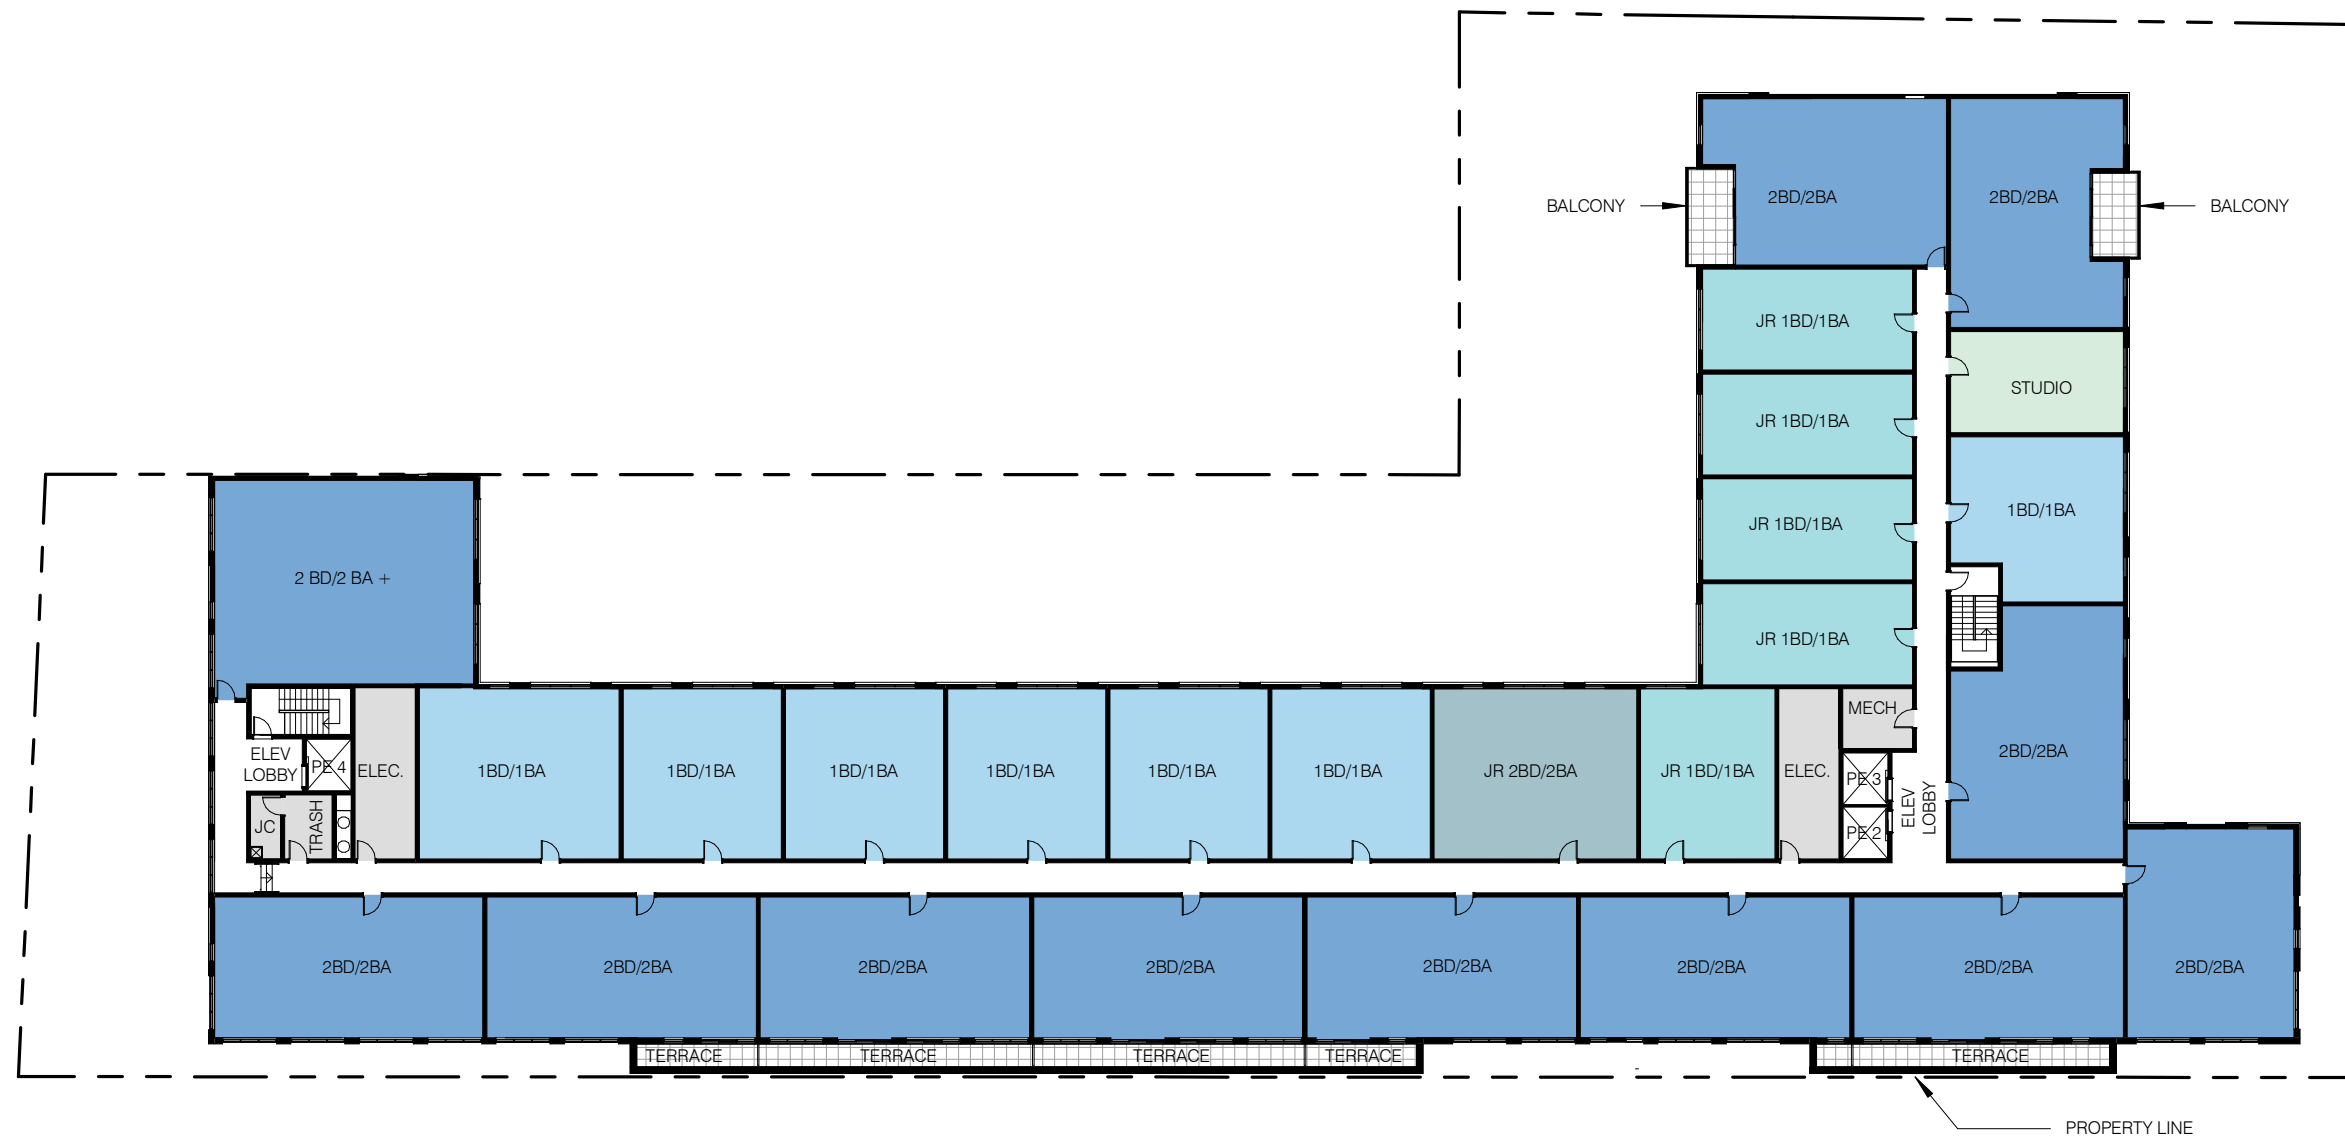 2BD/2BA
2BD/2BA
BALCONY
BALCONY
JR 1BD/1BA
STUDIO
JR 1BD/1BA
1BD/1BA
JR 1BD/1BA
2 BD/2 BA +
JR 1BD/1BA
MECH
2BD/2BA
ELEV
LOBBY
PE 4
ELEC.
1BD/1BA
1BD/1BA
1BD/1BA
1BD/1BA
1BD/1BA
1BD/1BA
JR 2BD/2BA
JR 1BD/1BA
ELEC.
PE 3
ELEV
LOBBY
JC
TRASH
PE 2
2BD/2BA
2BD/2BA
2BD/2BA
2BD/2BA
2BD/2BA
2BD/2BA
2BD/2BA
2BD/2BA
TERRACE
TERRACE
TERRACE
TERRACE
TERRACE
PROPERTY LINE